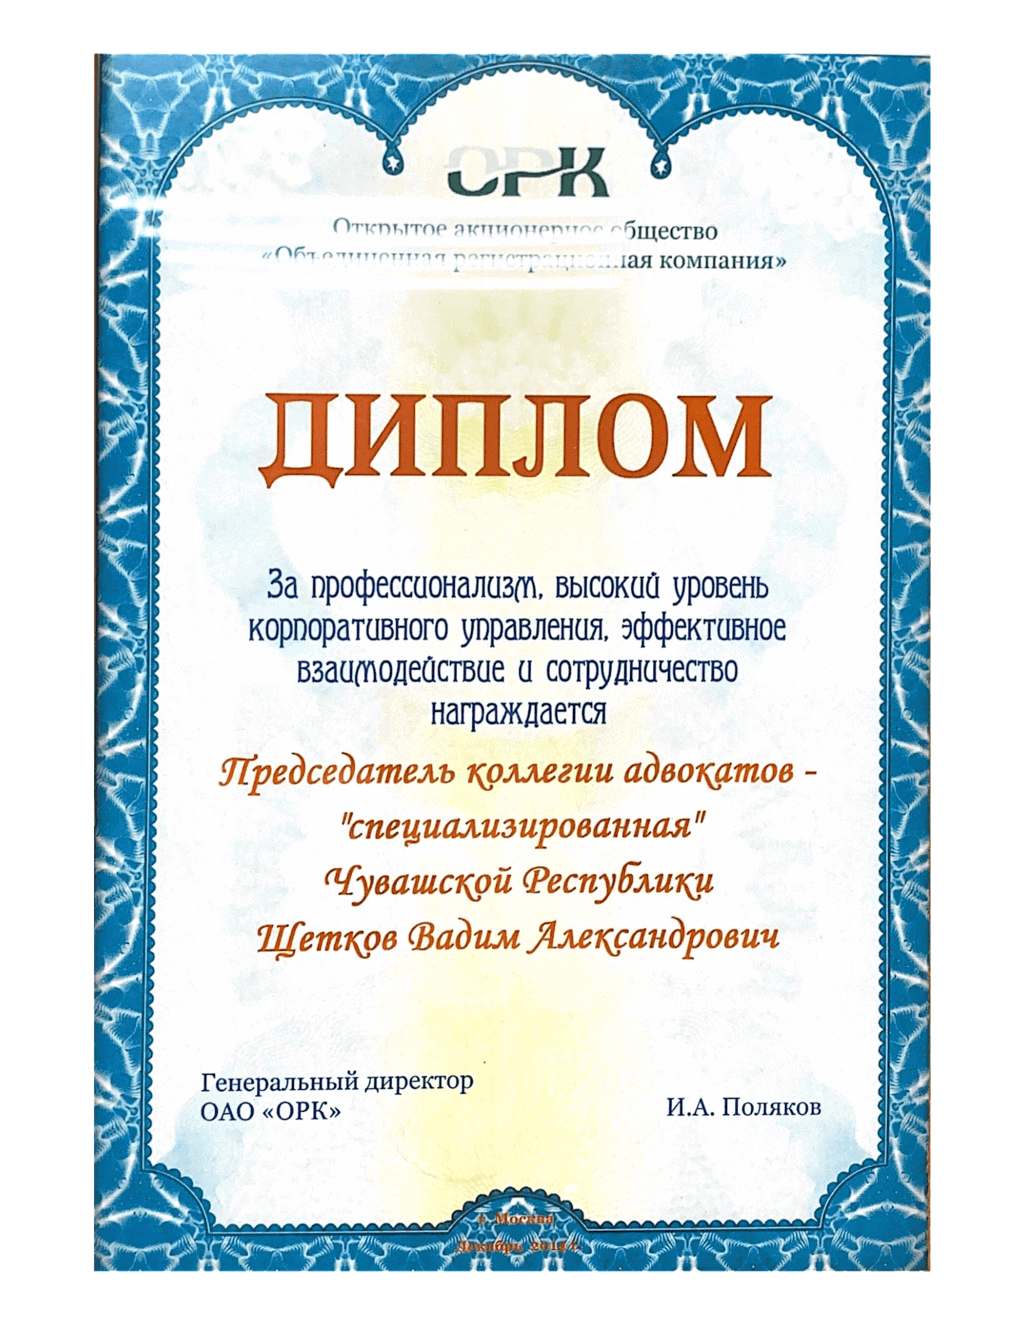 ОРК
Открытое акционерное общество
«Объединенная регистрационная компания»
ДИПЛОМ
За профессионализм, высокий уровень
корпоративного управления, эффективное
взаимодействие и сотрудничество
награждается
Председатель коллегии адвокатов -
"специализированная"
Чувашской Республики
Щетков Вадим Александрович
Генеральный директор
ОАО «ОРК»
И.А. Поляков
г. Москва
Декабрь